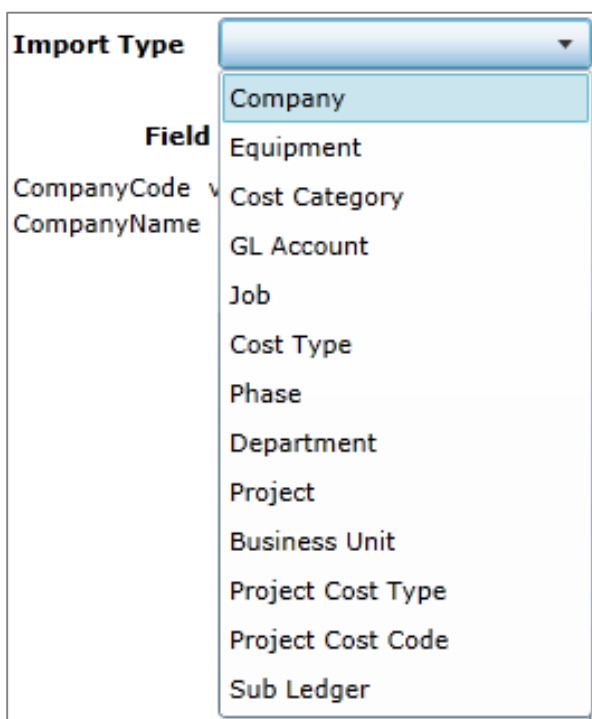 Import Type
Company
Field
Equipment
CompanyCode
Cost Category
CompanyName
GL Account
Job
Cost Type
Phase
Department
Project
Business Unit
Project Cost Type
Project Cost Code
Sub Ledger